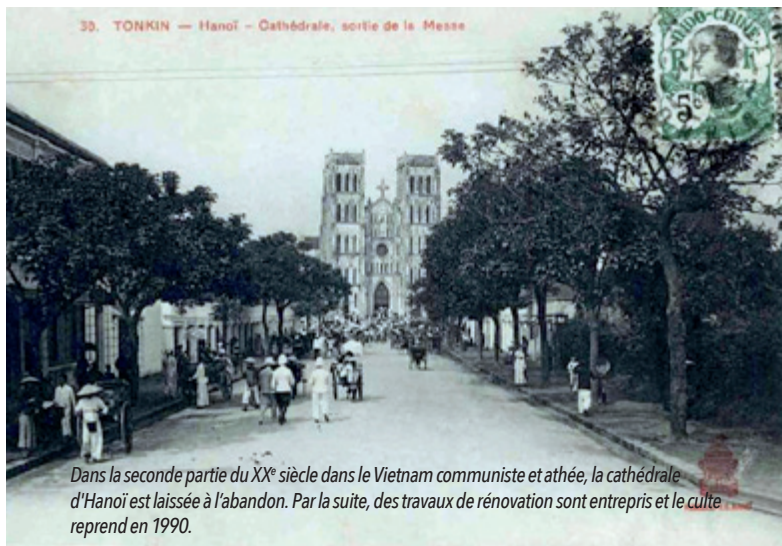 30. TONKIN — Hanoï - Cathédrale, sortie de la Messe
INDO-CHINE
R F
5c
Dans la seconde partie du XXe siècle dans le Vietnam communiste et athée, la cathédrale
d'Hanoï est laissée à l'abandon. Par la suite, des travaux de rénovation sont entrepris et le culte
reprend en 1990.